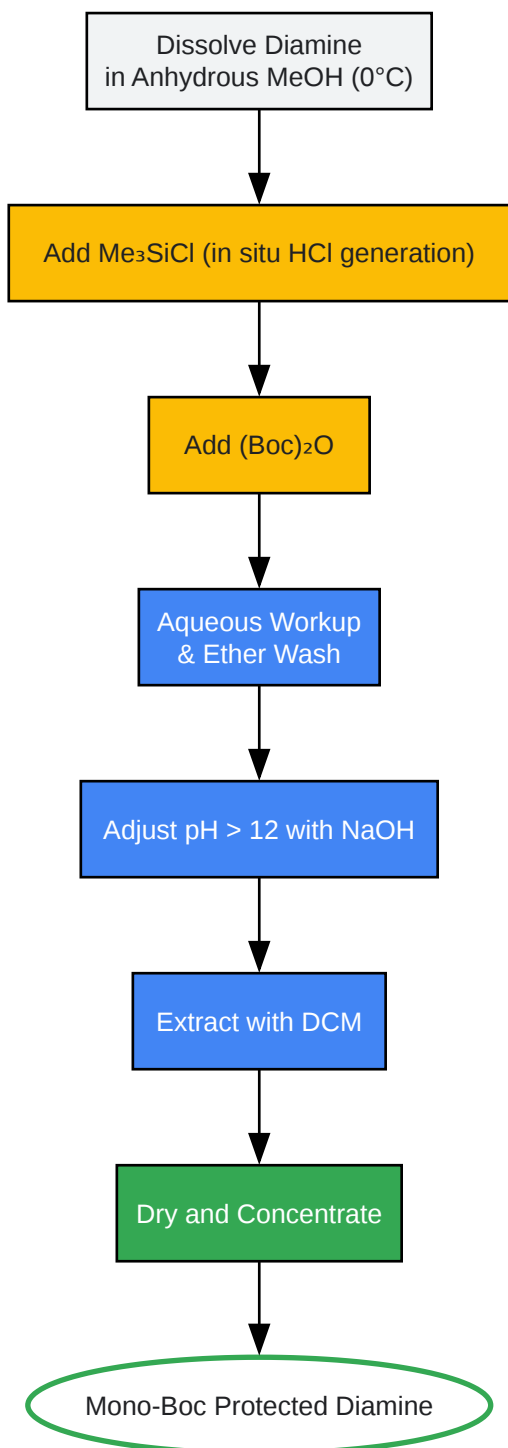 Dissolve Diamine
in Anhydrous MeOH (0°C)
Add Me₃SiCl (in situ HCl generation)
Add (Boc)₂O
Aqueous Workup
& Ether Wash
Adjust pH > 12 with NaOH
Extract with DCM
Dry and Concentrate
Mono-Boc Protected Diamine